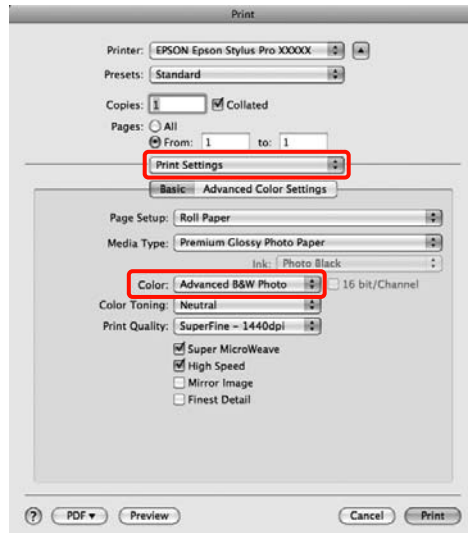 Print
Printer: EPSON Epson Stylus Pro XXXXX
Presets: Standard
Copies: 1 Collated
Pages: All
From: 1 to: 1
Print Settings
Basic Advanced Color Settings
Page Setup: Roll Paper
Media Type: Premium Glossy Photo Paper
Ink: Photo Black
Color: Advanced B&W Photo 16 bit/Channel
Color Toning: Neutral
Print Quality: SuperFine – 1440dpi
Super MicroWeave
High Speed
Mirror Image
Finest Detail
? PDF Preview Cancel Print